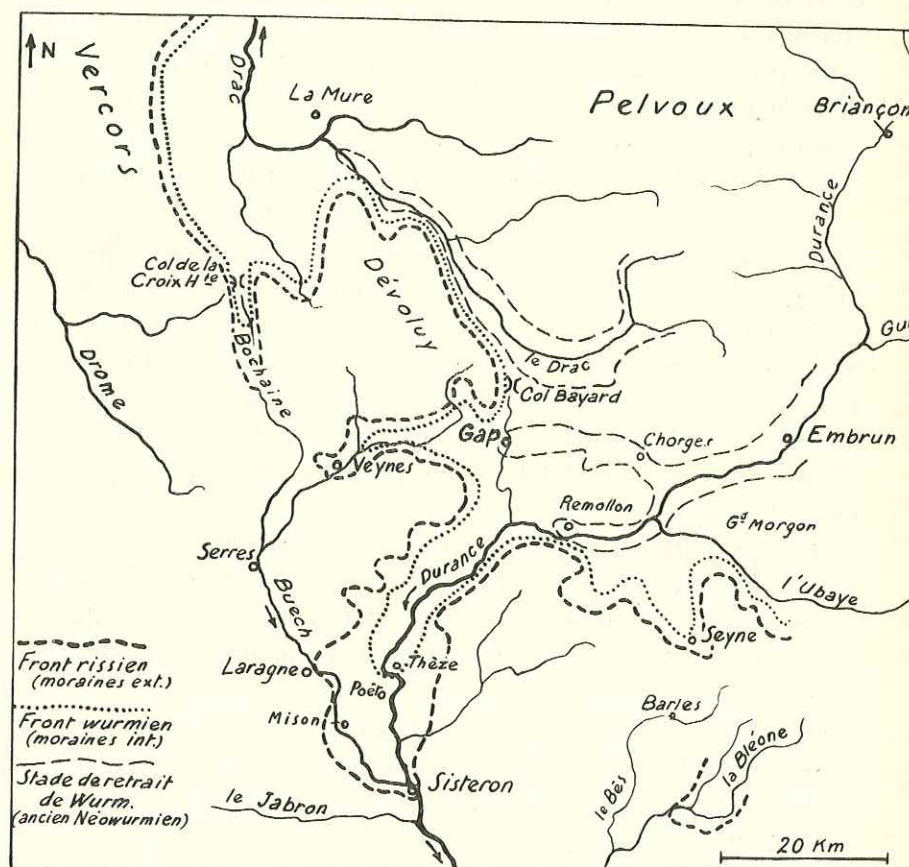 N
Vercors
Drac
La Mure
Pelvoux
Briançon
Durance
Col de la
Croix Hte
Dévoluy
Bochaine
Drome
le Drac
Col Bayard
Gap
Chorges
Embrun
Gui
Veynes
Remollon
Gd Morgon
Serres
Durance
l'Ubaye
Buech
Seyne
Laragne
Thèze
Poët
Mison
Barles
Sisteron
le Jabron
le Bès
la Bléone
Front rissien
(moraines ext.)
Front wurmien
(moraines int.)
Stade de retrait
de Wurm.
(ancien Néowurmien)
20 Km